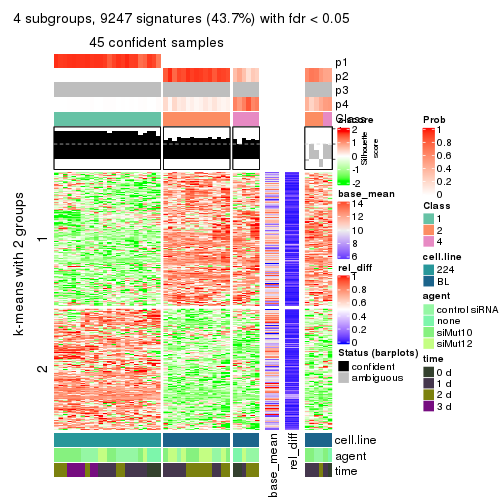 4 subgroups, 9247 signatures (43.7%) with fdr < 0.05
45 confident samples
p1
p2
p3
p4
Class
Silhouette
score
1
2
k-means with 2 groups
cell.line
agent
time
base_mean
rel_diff
z-score
2
1
0
-1
-2
base_mean
14
12
10
8
6
rel_diff
1
0.8
0.6
0.4
0.2
0
Status (barplots)
confident
ambiguous
Prob
1
0.8
0.6
0.4
0.2
0
Class
1
2
4
cell.line
224
BL
agent
control siRNA
none
siMut10
siMut12
time
0 d
1 d
2 d
3 d